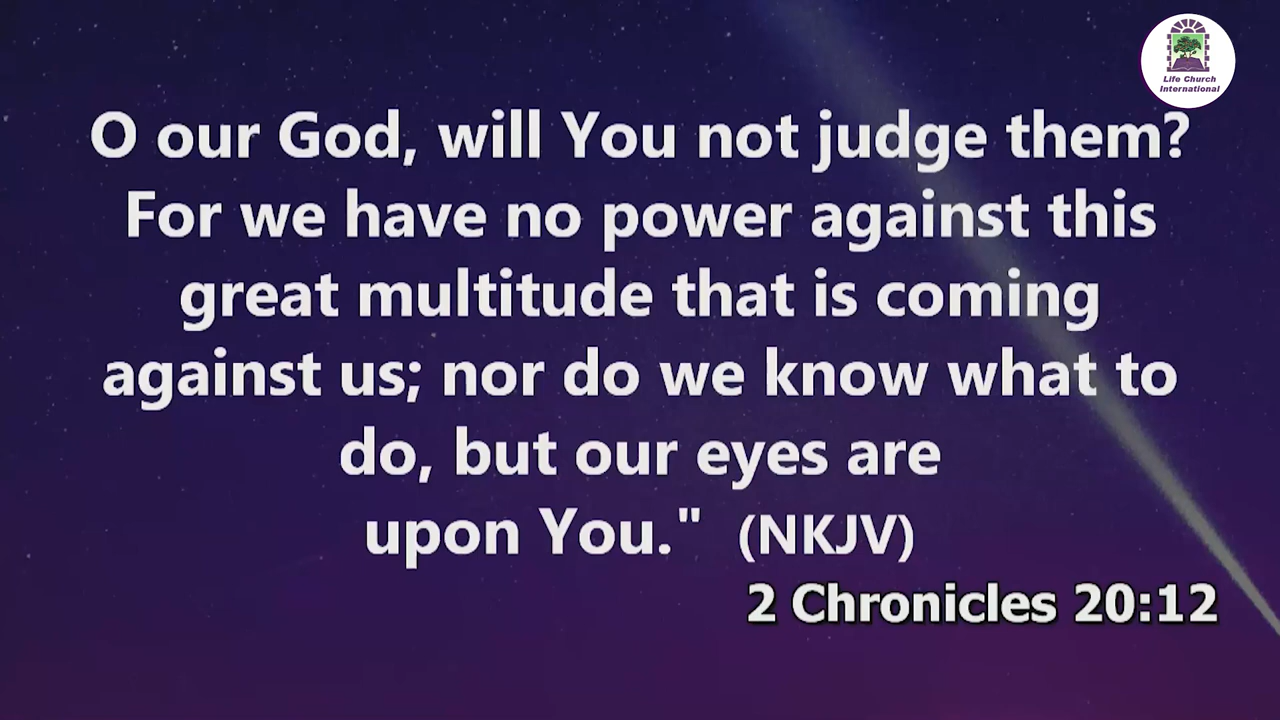 Life Church
International
O our God, will You not judge them?
For we have no power against this
great multitude that is coming
against us; nor do we know what to
do, but our eyes are
upon You." (NKJV)
2 Chronicles 20:12